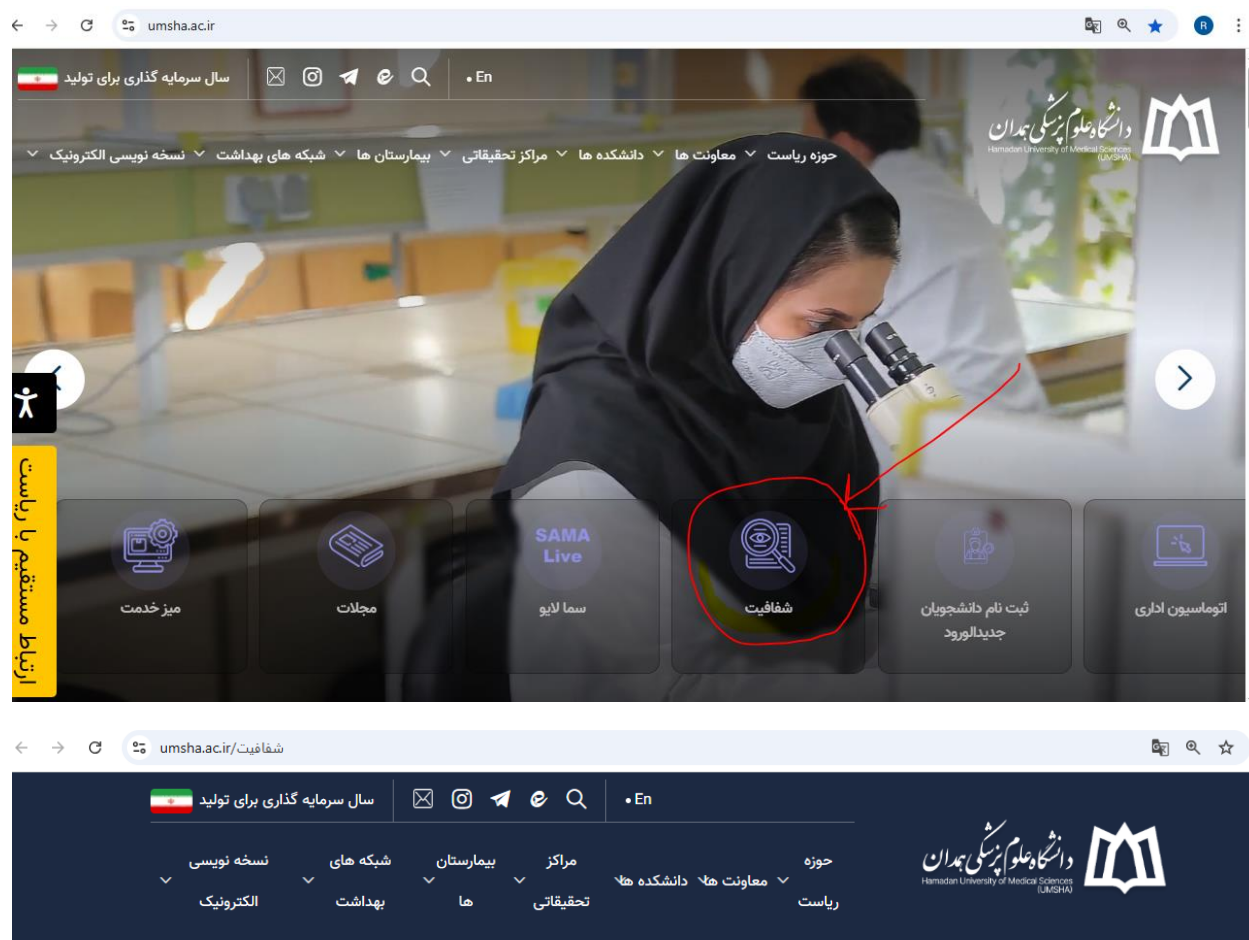 umsha.ac.ir
R
سال سرمایه گذاری برای تولید
• En
دانشگاه علوم پزشکی همدان
Hamadan University of Medical Sciences
(UMSHA)
حوزه ریاست معاونت ها دانشکده ها مراکز تحقیقاتی بیمارستان ها شبکه های بهداشت نسخه نویسی الکترونیک
ارتباط مستقیم با ریاست
اتوماسیون اداری
ثبت نام دانشجویان
جدیدالورود
شفافیت
SAMA
Live
سما لایو
مجلات
میز خدمت
umsha.ac.ir/شفافیت
سال سرمایه گذاری برای تولید
• En
دانشگاه علوم پزشکی همدان
Hamadan University of Medical Sciences
(UMSHA)
حوزه
ریاست
معاونت ها
دانشکده ها
مراکز
تحقیقاتی
بیمارستان
ها
شبکه های
بهداشت
نسخه نویسی
الکترونیک